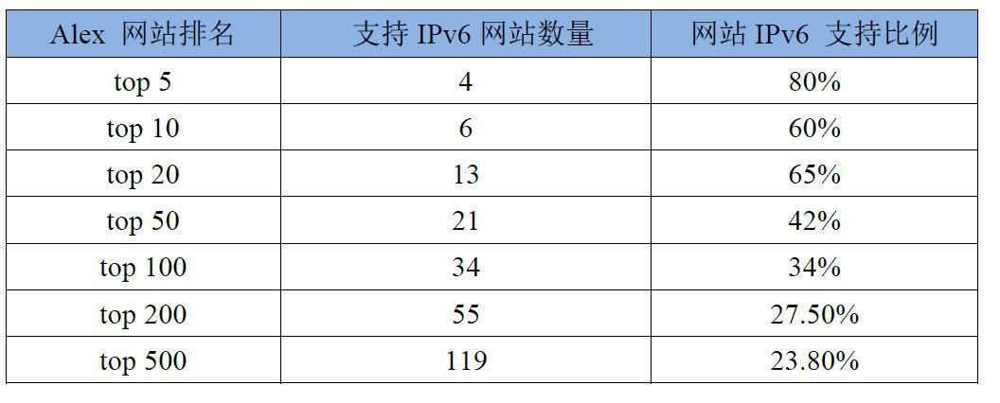 Alex 网站排名 支持 IPv6 网站数量 网站 IPv6 支持比例
top 5 4 80%
top 10 6 60%
top 20 13 65%
top 50 21 42%
top 100 34 34%
top 200 55 27.50%
top 500 119 23.80%